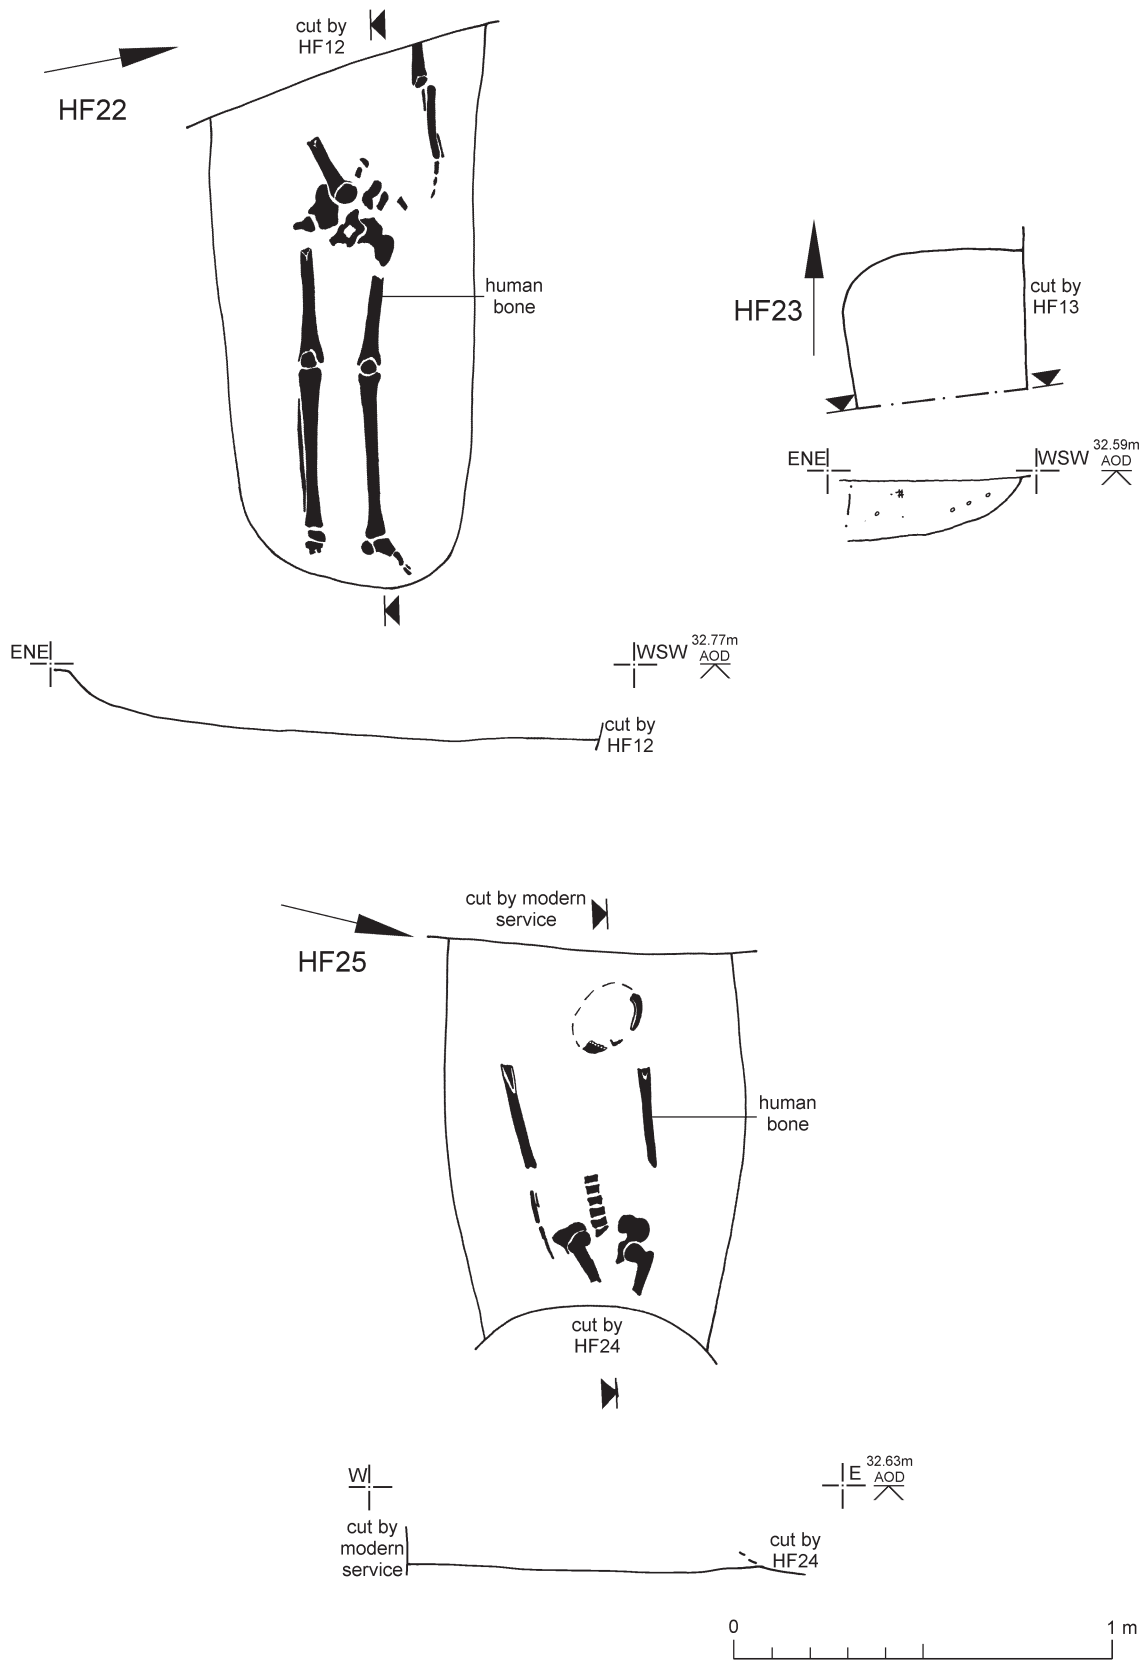 cut by
HF12
HF22
human
bone
HF23
cut by
HF13
ENE
WSW
32.59m
AOD
ENE
WSW
32.77m
AOD
cut by
HF12
cut by modern
service
HF25
human
bone
cut by
HF24
W
E
32.63m
AOD
cut by
modern
service
cut by
HF24
0
1 m